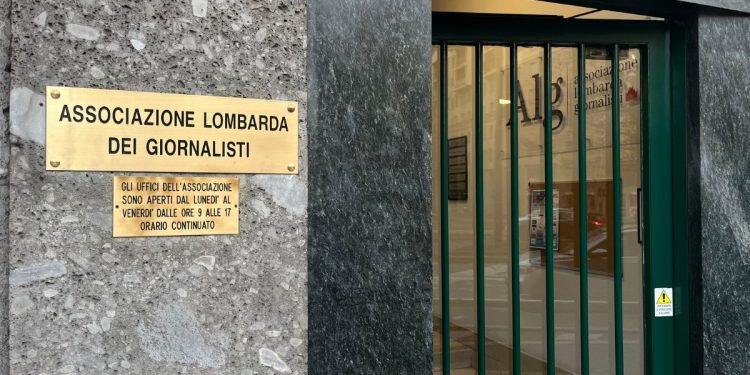 ASSOCIAZIONE LOMBARDA
DEI GIORNALISTI
GLI UFFICI DELL'ASSOCIAZIONE
SONO APERTI DAL LUNEDI' AL
VENERDI' DALLE ORE 9 ALLE 17
ORARIO CONTINUATO
Alg
associazione
lombarda
giornalisti